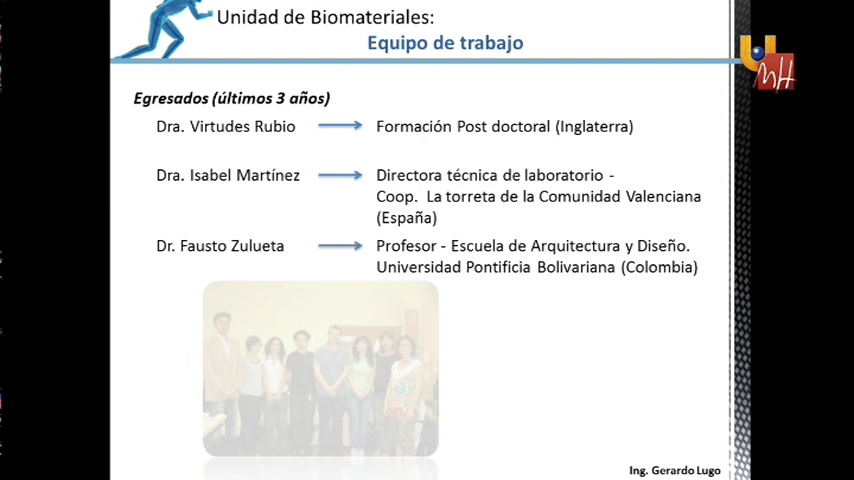 Unidad de Biomateriales:
Equipo de trabajo
UMH
Egresados (últimos 3 años)
Dra. Virtudes Rubio Formación Post doctoral (Inglaterra)
Dra. Isabel Martínez Directora técnica de laboratorio -
Coop. La torreta de la Comunidad Valenciana
(España)
Dr. Fausto Zulueta Profesor - Escuela de Arquitectura y Diseño.
Universidad Pontificia Bolivariana (Colombia)
Ing. Gerardo Lugo